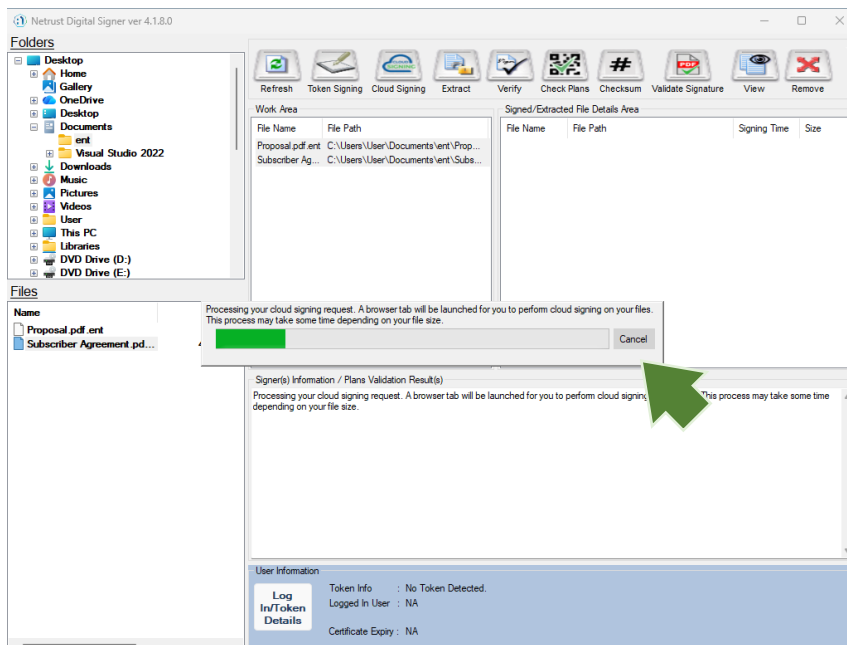 Netrust Digital Signer ver 4.1.8.0
Folders
Desktop
Home
Gallery
OneDrive
Desktop
Documents
ent
Visual Studio 2022
Downloads
Music
Pictures
Videos
User
This PC
Libraries
DVD Drive (D:)
DVD Drive (E:)
Files
Name
Proposal.pdf.ent
Subscriber Agreement.pd...
Refresh Token Signing Cloud Signing Extract Verify Check Plans Checksum Validate Signature View Remove
Work Area
File Name File Path
Proposal.pdf.ent C:\Users\User\Documents\ent\Prop...
Subscriber Ag... C:\Users\User\Documents\ent\Subs...
Signed/Extracted File Details Area
File Name File Path Signing Time Size
Processing your cloud signing request. A browser tab will be launched for you to perform cloud signing on your files.
This process may take some time depending on your file size.
Cancel
Signer(s) Information / Plans Validation Result(s)
Processing your cloud signing request. A browser tab will be launched for you to perform cloud signing This process may take some time
depending on your file size.
User Information
Log
In/Token
Details
Token Info : No Token Detected.
Logged In User : NA
Certificate Expiry : NA